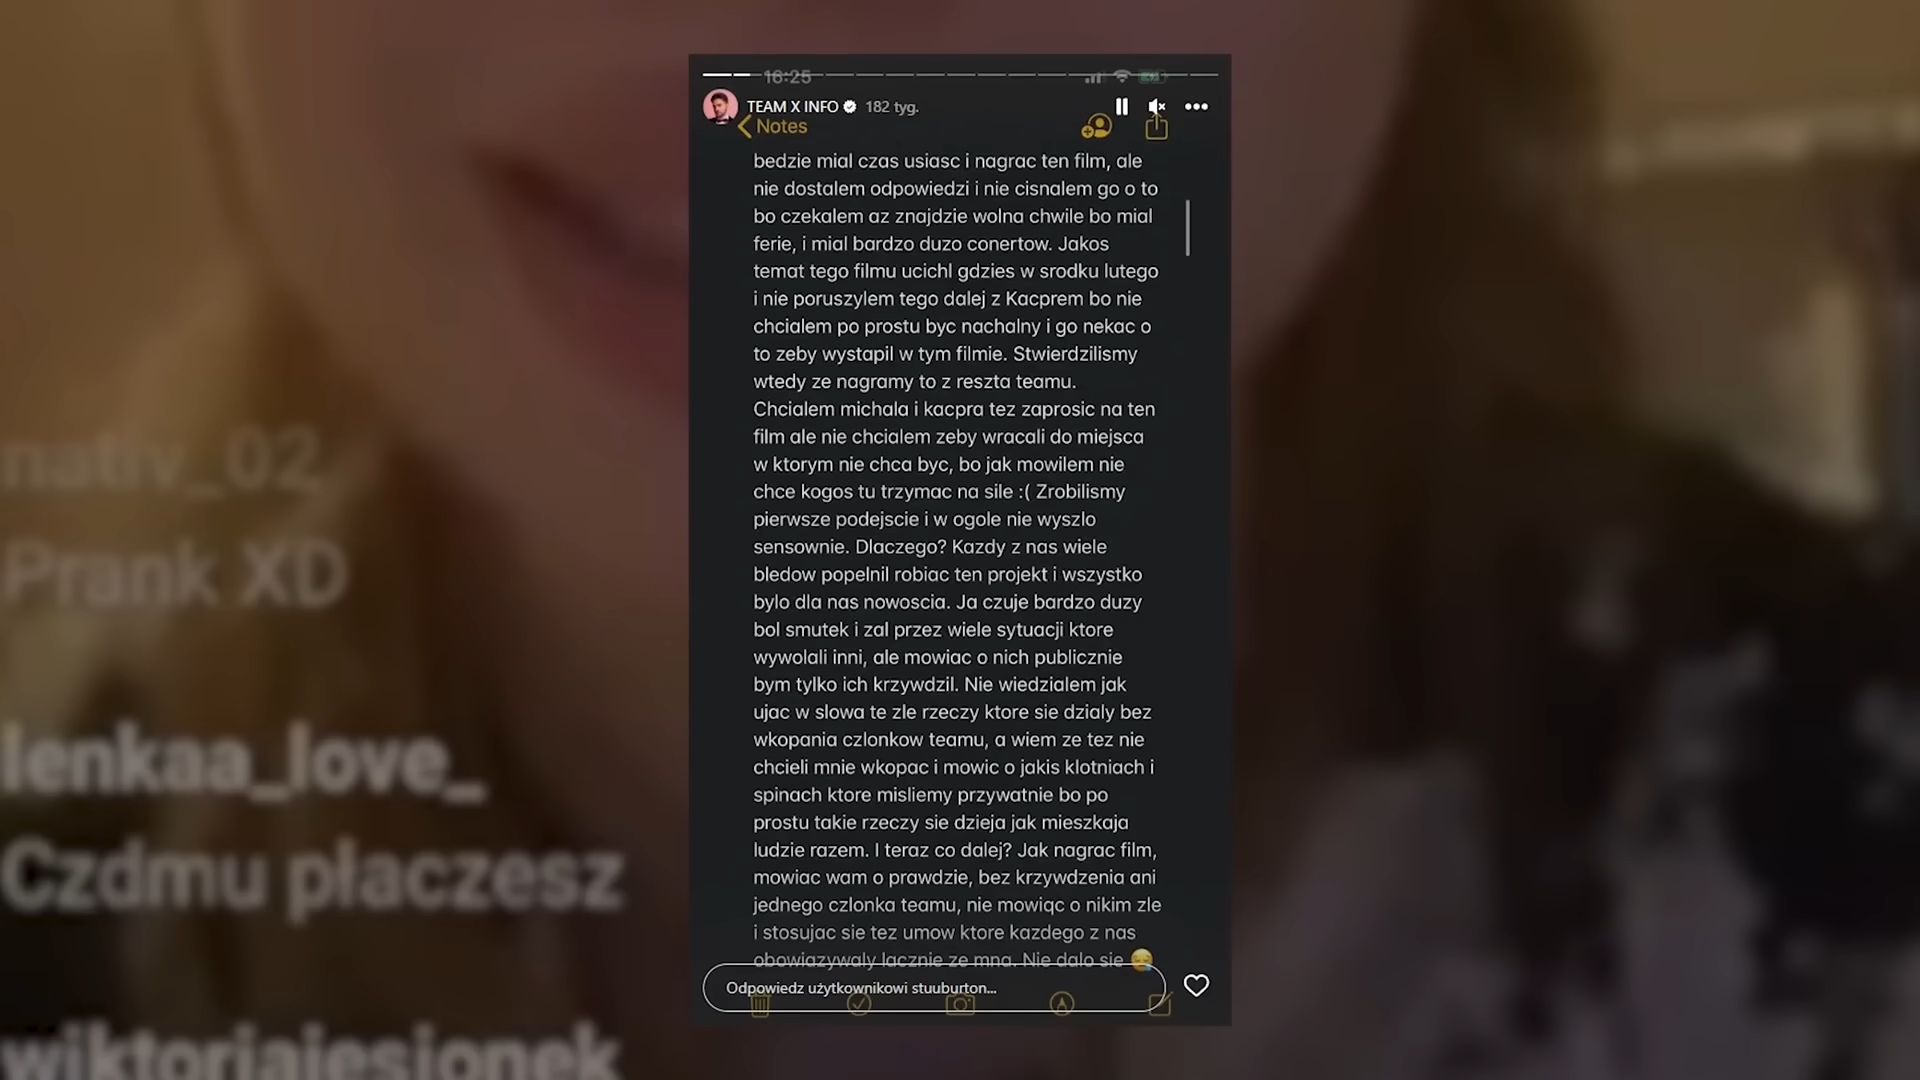 16:25
TEAM X INFO 182 tyg.
Notes
bedzie mial czas usiasc i nagrac ten film, ale
nie dostalem odpowiedzi i nie cisnalem go o to
bo czekalem az znajdzie wolna chwile bo mial
ferie, i mial bardzo duzo conertow. Jakos
temat tego filmu ucichl gdzies w srodku lutego
i nie poruszylem tego dalej z Kacprem bo nie
chcialem po prostu byc nachalny i go nekac o
to zeby wystapil w tym filmie. Stwierdzilismy
wtedy ze nagramy to z reszta teamu.
Chcialem michala i kacpra tez zaprosic na ten
film ale nie chcialem zeby wracali do miejsca
w ktorym nie chca byc, bo jak mowilem nie
chce kogos tu trzymac na sile :( Zrobilismy
pierwsze podejscie i w ogole nie wyszlo
sensownie. Dlaczego? Kazdy z nas wiele
bledow popelnil robiac ten projekt i wszystko
bylo dla nas nowoscia. Ja czuje bardzo duzy
bol smutek i zal przez wiele sytuacji ktore
wywolali inni, ale mowiac o nich publicznie
bym tylko ich krzywdzil. Nie wiedzialem jak
ujac w slowa te zle rzeczy ktore sie dzialy bez
wkopania czlonkow teamu, a wiem ze tez nie
chcieli mnie wkopac i mowic o jakis klotniach i
spinach ktore misliemy przywatnie bo po
prostu takie rzeczy sie dzieja jak mieszkaja
ludzie razem. I teraz co dalej? Jak nagrac film,
mowiac wam o prawdzie, bez krzywdzenia ani
jednego czlonka teamu, nie mowiąc o nikim zle
i stosujac sie tez umow ktore kazdego z nas
obowiazywaly lacznie ze mna. Nie dalo sie 😪
Odpowiedz użytkownikowi stuuburton...
nativ_02
Prank XD
lenkaa_love_
Czdmu płaczesz
wiktoriajesionek